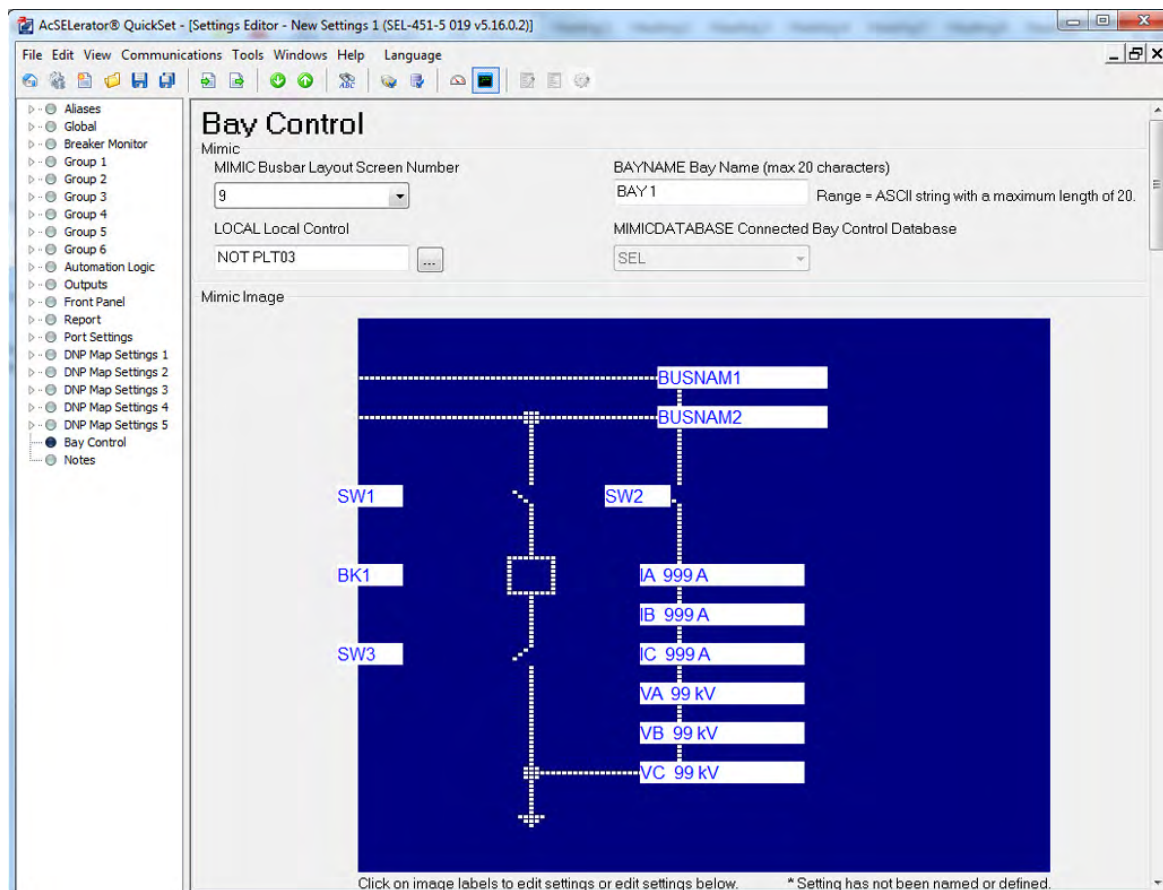 AcSELerator® QuickSet - [Settings Editor - New Settings 1 (SEL-451-5 019 v5.16.0.2)]
File Edit View Communications Tools Windows Help Language
Aliases
Global
Breaker Monitor
Group 1
Group 2
Group 3
Group 4
Group 5
Group 6
Automation Logic
Outputs
Front Panel
Report
Port Settings
DNP Map Settings 1
DNP Map Settings 2
DNP Map Settings 3
DNP Map Settings 4
DNP Map Settings 5
Bay Control
Notes
Bay Control
Mimic
MIMIC Busbar Layout Screen Number
9
BAYNAME Bay Name (max 20 characters)
BAY 1
Range = ASCII string with a maximum length of 20.
LOCAL Local Control
NOT PLT03
...
MIMICDATABASE Connected Bay Control Database
SEL
Mimic Image
BUSNAM1
BUSNAM2
SW1
SW2
BK1
IA 999 A
IB 999 A
SW3
IC 999 A
VA 99 kV
VB 99 kV
VC 99 kV
Click on image labels to edit settings or edit settings below.
* Setting has not been named or defined.